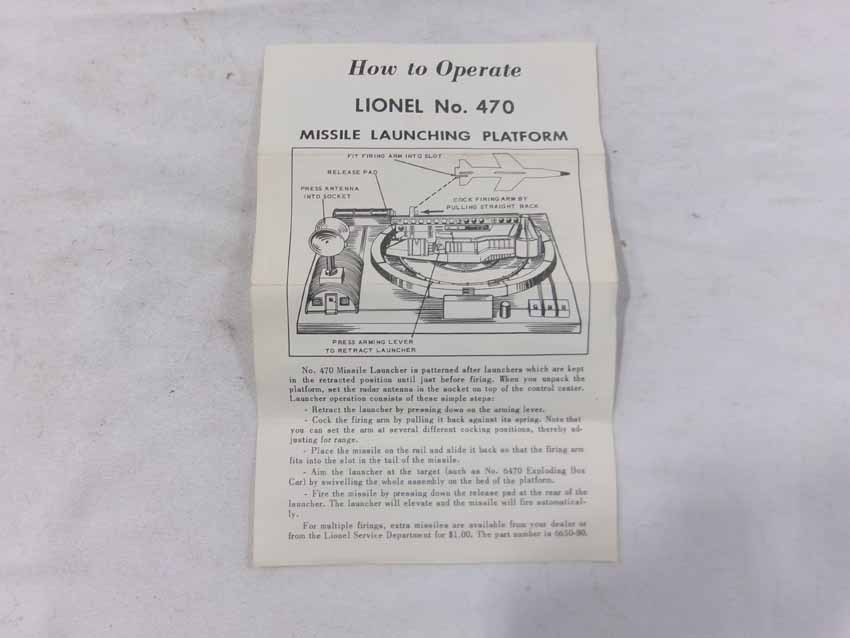 How to Operate
LIONEL No. 470
MISSILE LAUNCHING PLATFORM
FIT FIRING ARM INTO SLOT
RELEASE PAD
PRESS ANTENNA
INTO SOCKET
COCK FIRING ARM BY
PULLING STRAIGHT BACK
PRESS ARMING LEVER
TO RETRACT LAUNCHER
No. 470 Missile Launcher is patterned after launchers which are kept
in the retracted position until just before firing. When you unpack the
platform, set the radar antenna in the socket on top of the control center.
Launcher operation consists of these simple steps:
- Retract the launcher by pressing down on the arming lever.
- Cock the firing arm by pulling it back against its spring. Note that
you can set the arm at several different cocking positions, thereby ad-
justing for range.
- Place the missile on the rail and slide it back so that the firing arm
fits into the slot in the tail of the missile.
- Aim the launcher at the target (such as No. 6470 Exploding Box
Car) by swivelling the whole assembly on the bed of the platform.
- Fire the missile by pressing down the release pad at the rear of the
launcher. The launcher will elevate and the missile will fire automatical-
ly.
For multiple firings, extra missiles are available from your dealer or
from the Lionel Service Department for $1.00. The part number is 6650-80.